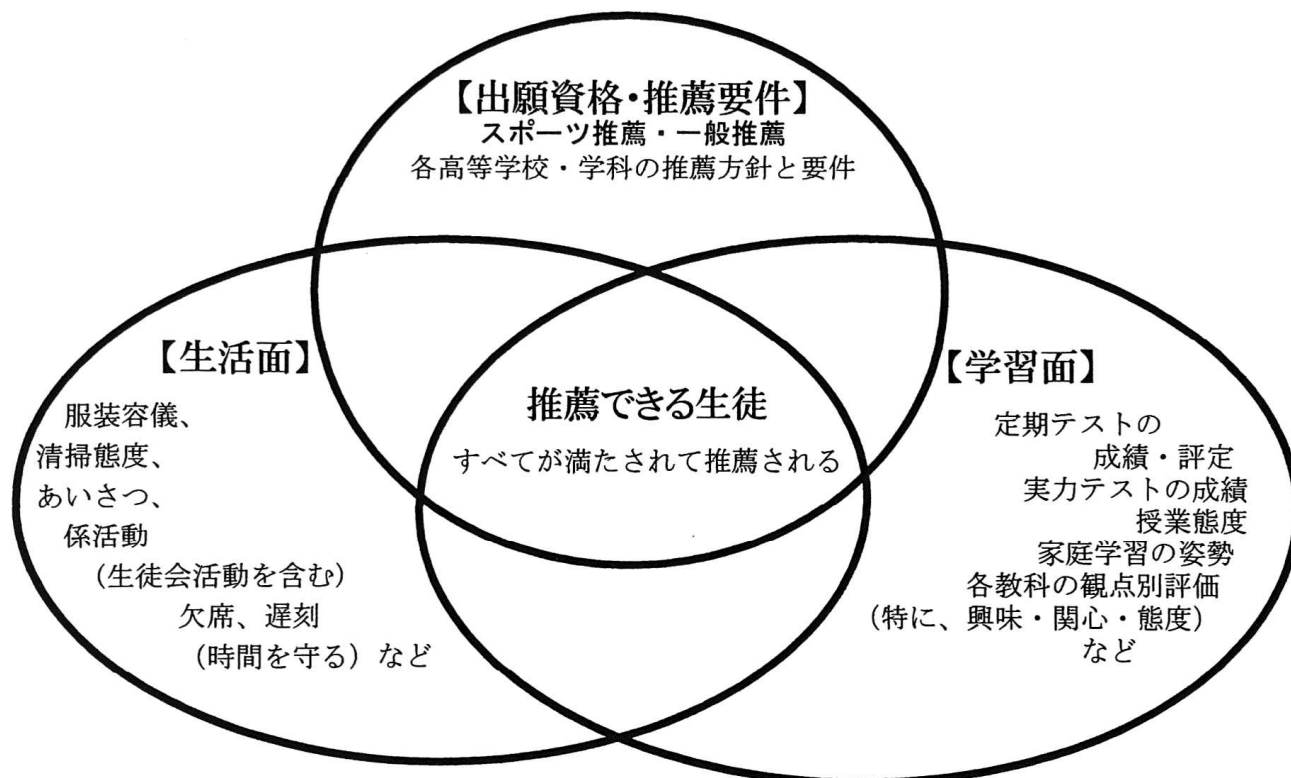 【出願資格・推薦要件】
スポーツ推薦・一般推薦
各高等学校・学科の推薦方針と要件
【生活面】
服装容儀、
清掃態度、
あいさつ、
係活動
(生徒会活動を含む)
欠席、遅刻
(時間を守る)など
推薦できる生徒
すべてが満たされて推薦される
【学習面】
定期テストの
成績・評定
実力テストの成績
授業態度
家庭学習の姿勢
各教科の観点別評価
(特に、興味・関心・態度)
など